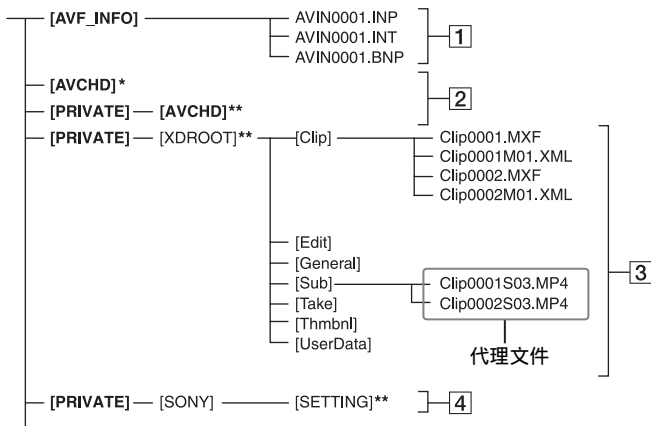 [AVF_INFO] AVIN0001.INP
AVIN0001.INT 1
AVIN0001.BNP
[AVCHD]*
2
[PRIVATE] [AVCHD]**
[PRIVATE] [XDROOT]** [Clip] Clip0001.MXF
Clip0001M01.XML
Clip0002.MXF
Clip0002M01.XML
[Edit]
[General] 3
[Sub] Clip0001S03.MP4
[Take] Clip0002S03.MP4
[Thmbnl]
[UserData] 代理文件
[PRIVATE] [SONY] [SETTING]** 4